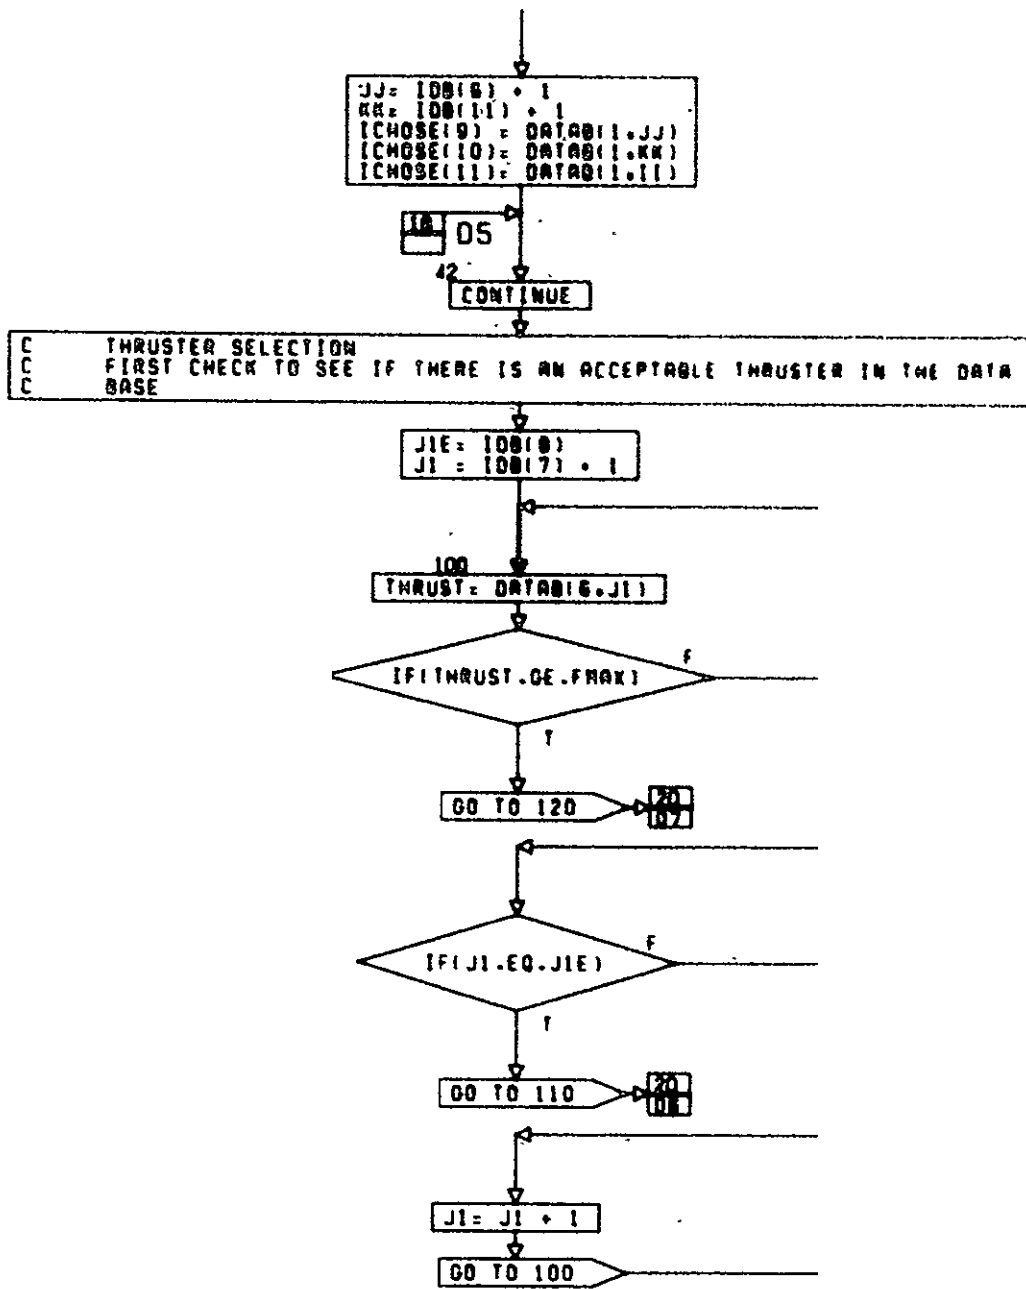 JJ= IDB(6) + 1
KK= IDB(11) + 1
ICHOSE(9) = DATAB(1,JJ)
ICHOSE(10)= DATAB(1,KK)
ICHOSE(11)= DATAB(1,II)
18
05
42
CONTINUE
C THRUSTER SELECTION
C FIRST CHECK TO SEE IF THERE IS AN ACCEPTABLE THRUSTER IN THE DATA
C BASE
J1E= IDB(8)
J1 = IDB(7) + 1
100
THRUST= DATAB(6,J1)
IF(THRUST.GE.FMAX)
F
T
GO TO 120
20
07
IF(J1.EQ.J1E)
F
T
GO TO 110
20
J1= J1 + 1
GO TO 100